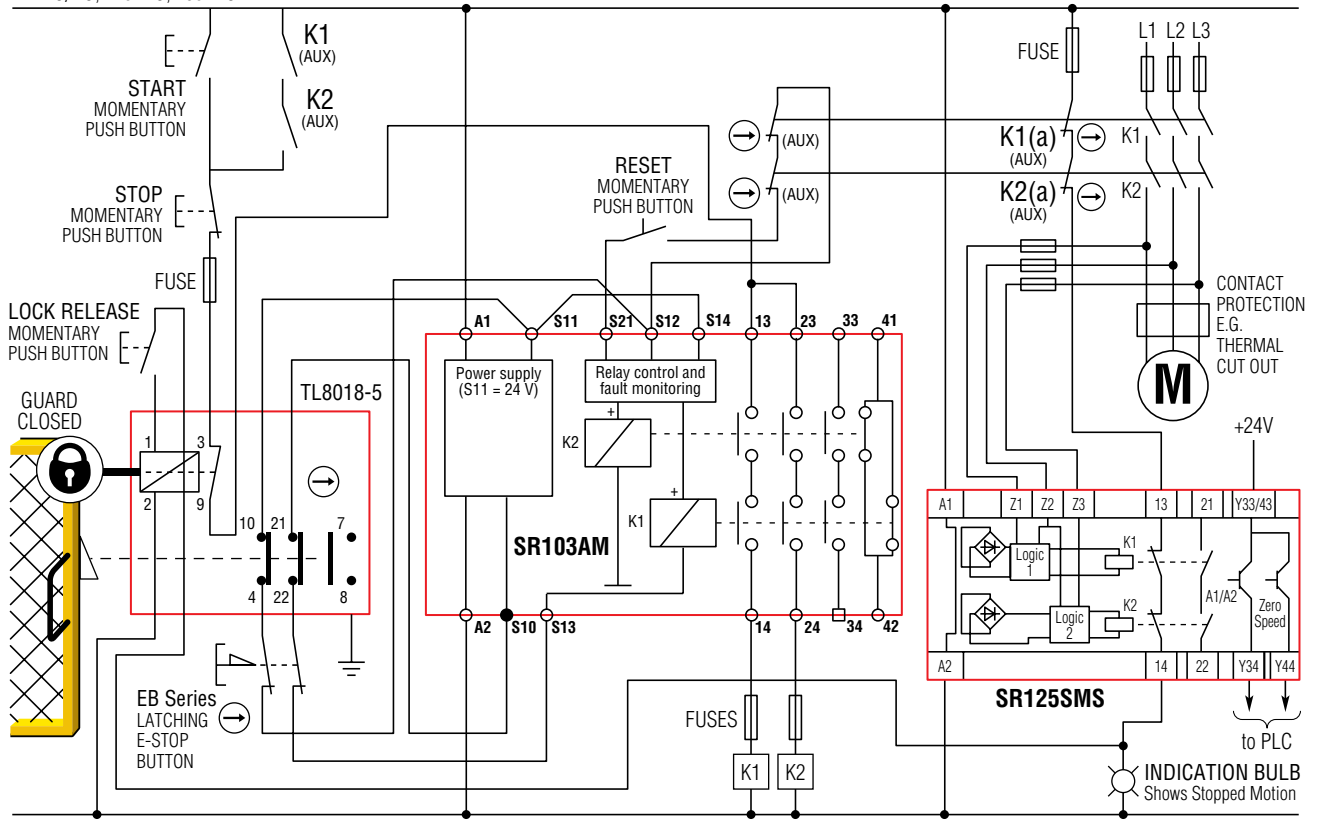 K1
(AUX)
START
MOMENTARY
PUSH BUTTON
K2
(AUX)
STOP
MOMENTARY
PUSH BUTTON
FUSE
LOCK RELEASE
MOMENTARY
PUSH BUTTON
GUARD
CLOSED
TL8018-5
1
3
2
9
10
21
7
4
22
8
EB Series
LATCHING
E-STOP
BUTTON
RESET
MOMENTARY
PUSH BUTTON
(AUX)
(AUX)
A1
S11
S21
S12
S14
13
23
33
41
Power supply
(S11 = 24 V)
Relay control and
fault monitoring
+
K2
+
K1
SR103AM
A2
S10
S13
14
24
34
42
FUSES
K1
K2
FUSE
L1
L2
L3
K1(a)
(AUX)
K1
K2(a)
(AUX)
K2
CONTACT
PROTECTION
E.G.
THERMAL
CUT OUT
M
+24V
A1
Z1
Z2
Z3
13
21
Y33/43
Logic
1
K1
Logic
2
K2
A1/A2
Zero
Speed
A2
14
22
Y34
Y44
SR125SMS
to PLC
INDICATION BULB
Shows Stopped Motion